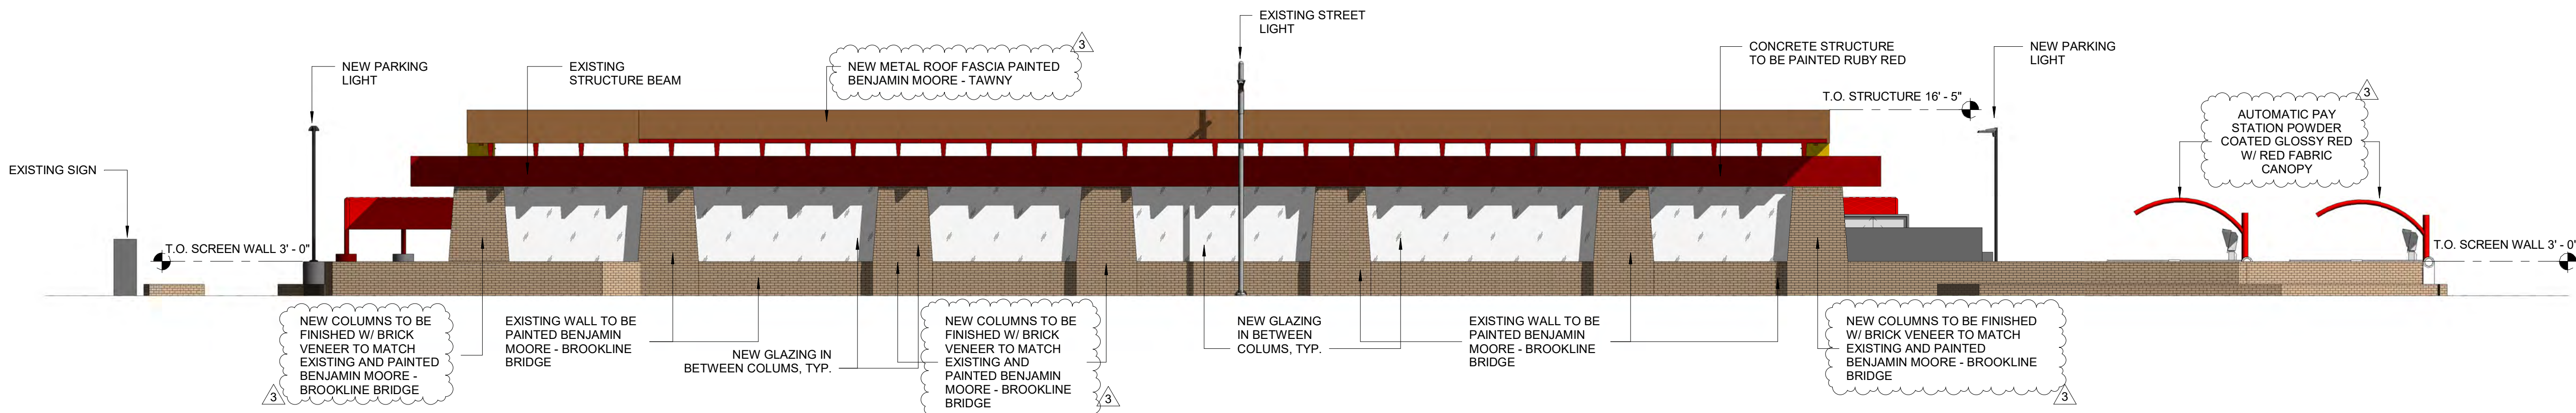 EXISTING STREET
LIGHT
3
NEW PARKING
LIGHT
EXISTING
STRUCTURE BEAM
NEW METAL ROOF FASCIA PAINTED
BENJAMIN MOORE - TAWNY
CONCRETE STRUCTURE
TO BE PAINTED RUBY RED
NEW PARKING
LIGHT
T.O. STRUCTURE 16' - 5"
3
AUTOMATIC PAY
STATION POWDER
COATED GLOSSY RED
W/ RED FABRIC
CANOPY
EXISTING SIGN
T.O. SCREEN WALL 3' - 0"
T.O. SCREEN WALL 3' - 0"
NEW COLUMNS TO BE
FINISHED W/ BRICK
VENEER TO MATCH
EXISTING AND PAINTED
BENJAMIN MOORE -
BROOKLINE BRIDGE
3
EXISTING WALL TO BE
PAINTED BENJAMIN
MOORE - BROOKLINE
BRIDGE
NEW GLAZING IN
BETWEEN COLUMS, TYP.
NEW COLUMNS TO BE
FINISHED W/ BRICK
VENEER TO MATCH
EXISTING AND
PAINTED BENJAMIN
MOORE - BROOKLINE
BRIDGE
3
NEW GLAZING
IN BETWEEN
COLUMS, TYP.
EXISTING WALL TO BE
PAINTED BENJAMIN
MOORE - BROOKLINE
BRIDGE
NEW COLUMNS TO BE FINISHED
W/ BRICK VENEER TO MATCH
EXISTING AND PAINTED
BENJAMIN MOORE - BROOKLINE
BRIDGE
3